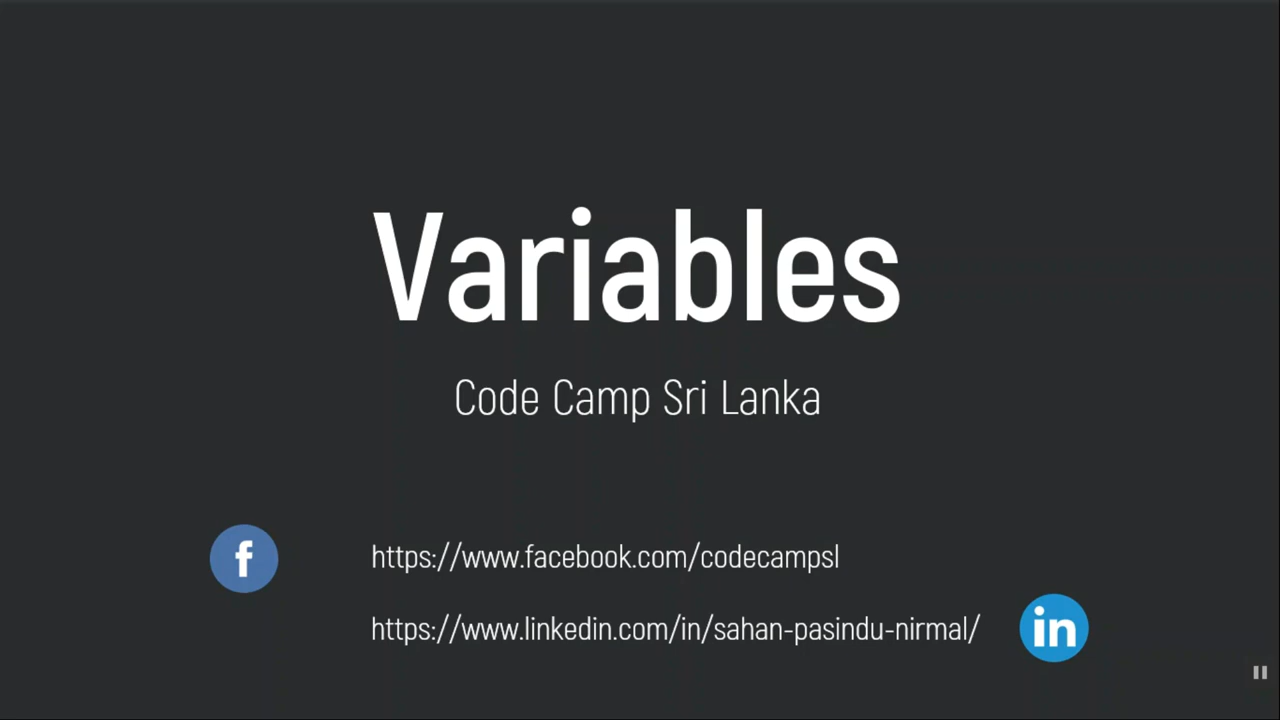 Variables
Code Camp Sri Lanka
f
https://www.facebook.com/codecampsl
https://www.linkedin.com/in/sahan-pasindu-nirmal/
in